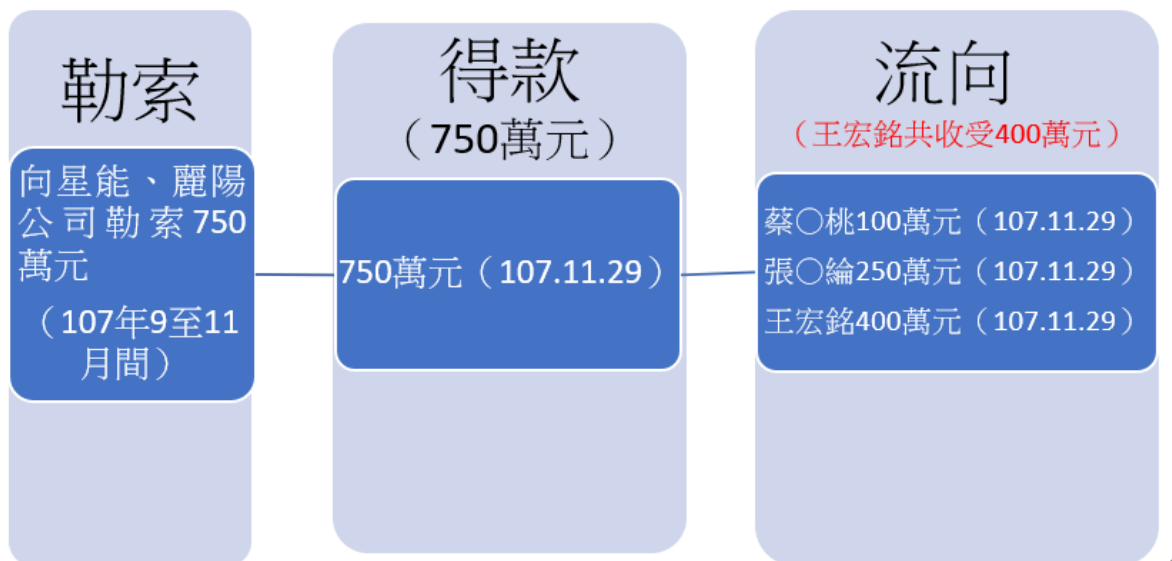 勒索
向星能、麗陽
公司勒索750
萬元
（107年9至11
月間）
得款
（750萬元）
750萬元（107.11.29）
流向
（王宏銘共收受400萬元）
蔡○桃100萬元（107.11.29）
張○綸250萬元（107.11.29）
王宏銘400萬元（107.11.29）